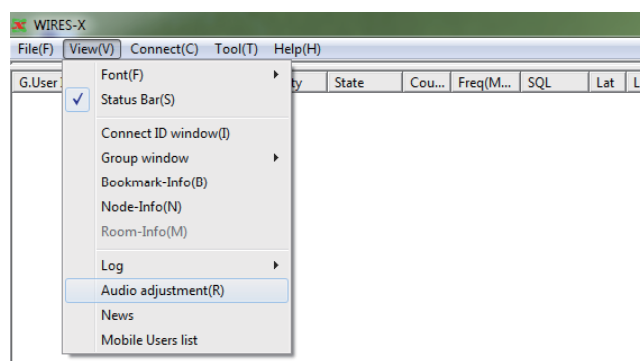 WIRES-X
File(F) View(V) Connect(C) Tool(T) Help(H)
G.User ty State Cou... Freq(M... SQL Lat L
Font(F)
Status Bar(S)
Connect ID window(I)
Group window
Bookmark-Info(B)
Node-Info(N)
Room-Info(M)
Log
Audio adjustment(R)
News
Mobile Users list